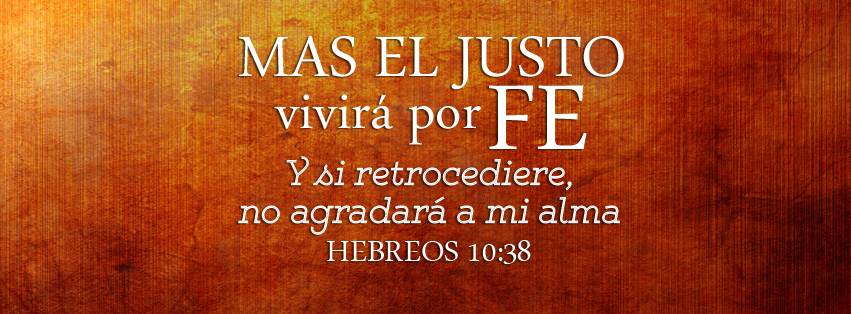 MAS EL JUSTO
vivirá por FE
Y si retrocediere,
no agradará a mi alma
HEBREOS 10:38